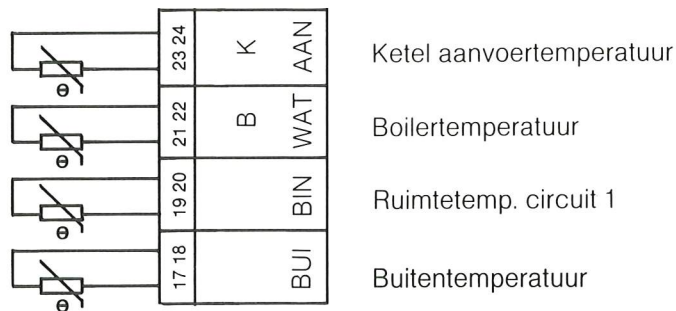 23 24 K AAN Ketel aanvoertemperatuur
θ
21 22 B WAT Boilertemperatuur
θ
19 20 BIN Ruimtetemp. circuit 1
θ
17 18 BUI Buitentemperatuur
θ